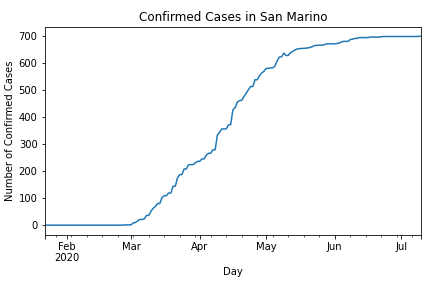 Confirmed Cases in San Marino
700
600
500
400
300
200
100
0
Number of Confirmed Cases
Feb Mar Apr May Jun Jul
2020
Day